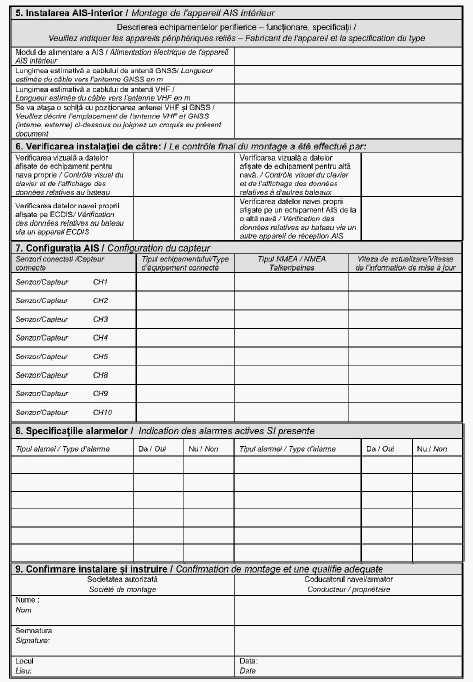 5. Instalarea AIS-Interior / Montage de l'appareil AIS intérieur
Descrierea echipamentelor periferice – funcționare, specificații /
Veuillez indiquer les appareils périphériques reliés – Fabricant de l'appareil et la specification du type
Modul de alimentare a AIS / Alimentation électrique de l'appareil
AIS intérieur
Lungimea estimativă a cablului de antenă GNSS/ Longueur
estimée du câble vers l'antenne GNSS en m
Lungimea estimativă a cablului de antenă VHF /
Longueur estimée du câble vers l'antenne VHF en m
Se va atașa o schiță cu poziționarea antenei VHF și GNSS /
Veuillez décrire l'emplacement de l'antenne VHF et GNSS
(interne, externe) ci-dessous ou joignez un croquis au présent
document
6. Verificarea instalației de către: / Le contrôle final du montage a été effectué par:
Verificarea vizuală a datelor
afișate de echipament pentru
nava proprie / Contrôle visuel du
clavier et de l'affichage des
données relatives au bateau
Verificarea vizuală a datelor
afișate de echipament pentru altă
navă. / Contrôle visuel du clavier
et de l'affichage des données
relatives à d'autres bateaux
Verificarea datelor navei proprii
afișate pe ECDIS/ Vérification
des données relatives au bateau
via un appareil ECDIS
Verificarea datelor navei proprii
afișate pe un echipament AIS de la
o altă navă / Vérification des
données relatives au bateau via un
autre appareil de réception AIS
7. Configurația AIS / Configuration du capteur
Senzori conectați /Capteur
connecte
Tipul echipamentului/Type
d'équipement connecté
Tipul NMEA / NMEA
Talkerpeines
Viteza de actualizare/Vitesse
de l'information de mise à jour
Senzor/Capteur CH1
Senzor/Capteur CH2
Senzor/Capteur CH3
Senzor/Capteur CH4
Senzor/Capteur CH5
Senzor/Capteur CH8
Senzor/Capteur CH9
Senzor/Capteur CH10
8. Specificațiile alarmelor / Indication des alarmes actives SI presente
Tipul alarmei / Type d'alarme Da / Oui Nu / Non Tipul alarmei / Type d'alarme Da / Oui Nu / Non
9. Confirmare instalare și instruire / Confirmation de montage et une qualifie adequate
Societatea autorizată
Société de montage
Coducatorul navei/armator
Conducteur / propriétaire
Nume :
Nom
Semnatura
Signature:
Locul
Lieu:
Data:
Date